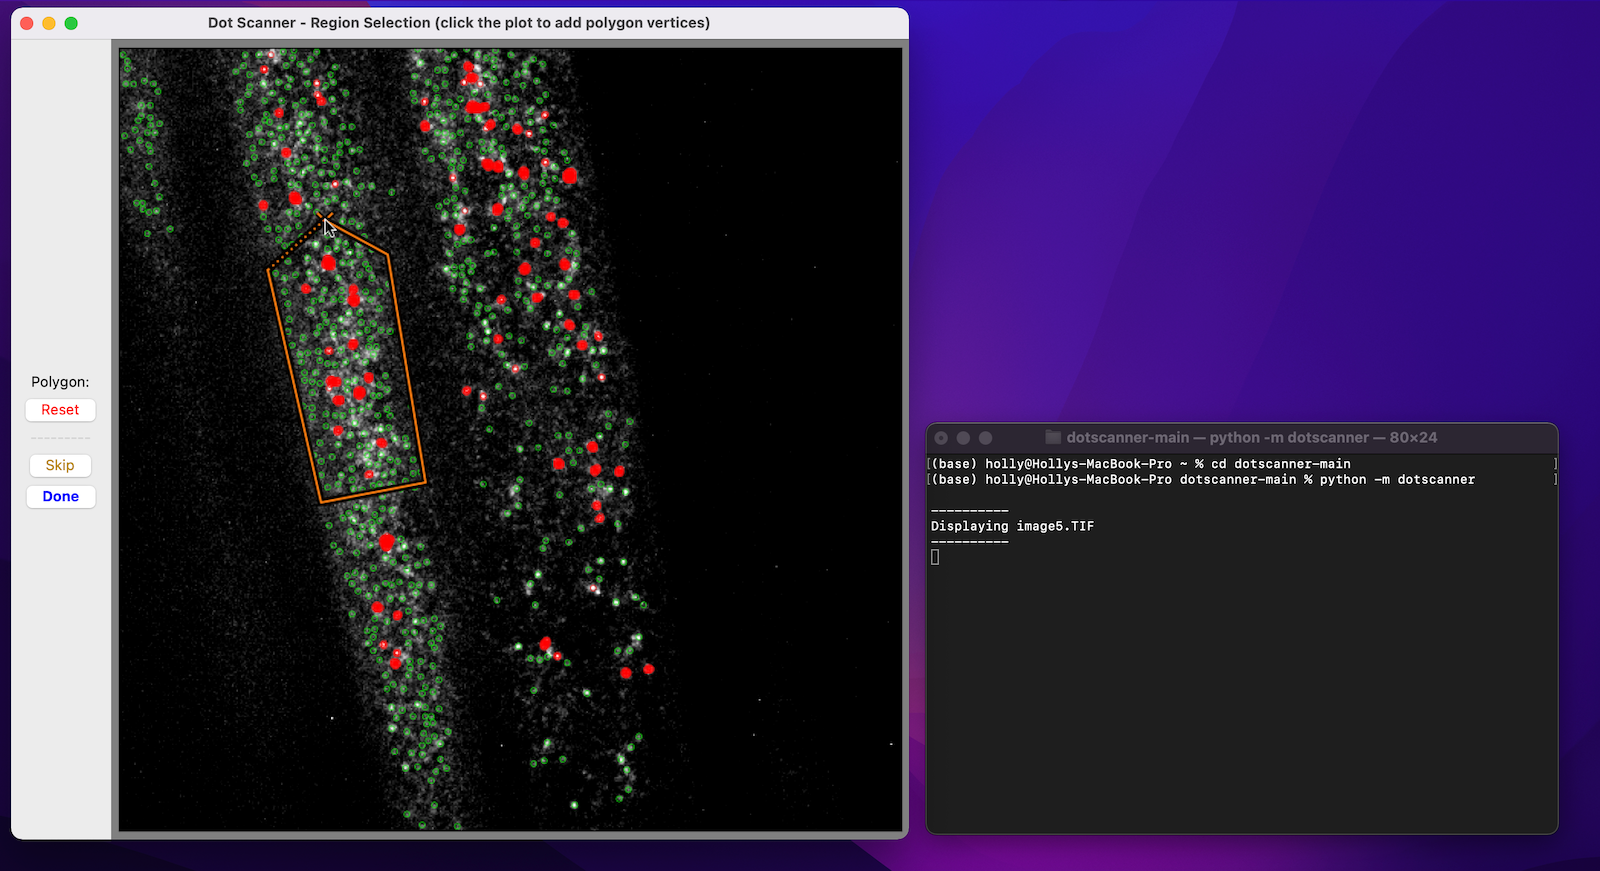 Dot Scanner - Region Selection (click the plot to add polygon vertices)
Polygon:
Reset
----------
Skip
Done
dotscanner-main — python -m dotscanner — 80×24
[(base) holly@Hollys-MacBook-Pro ~ % cd dotscanner-main ]
[(base) holly@Hollys-MacBook-Pro dotscanner-main % python -m dotscanner ]
----------
Displaying image5.TIF
----------